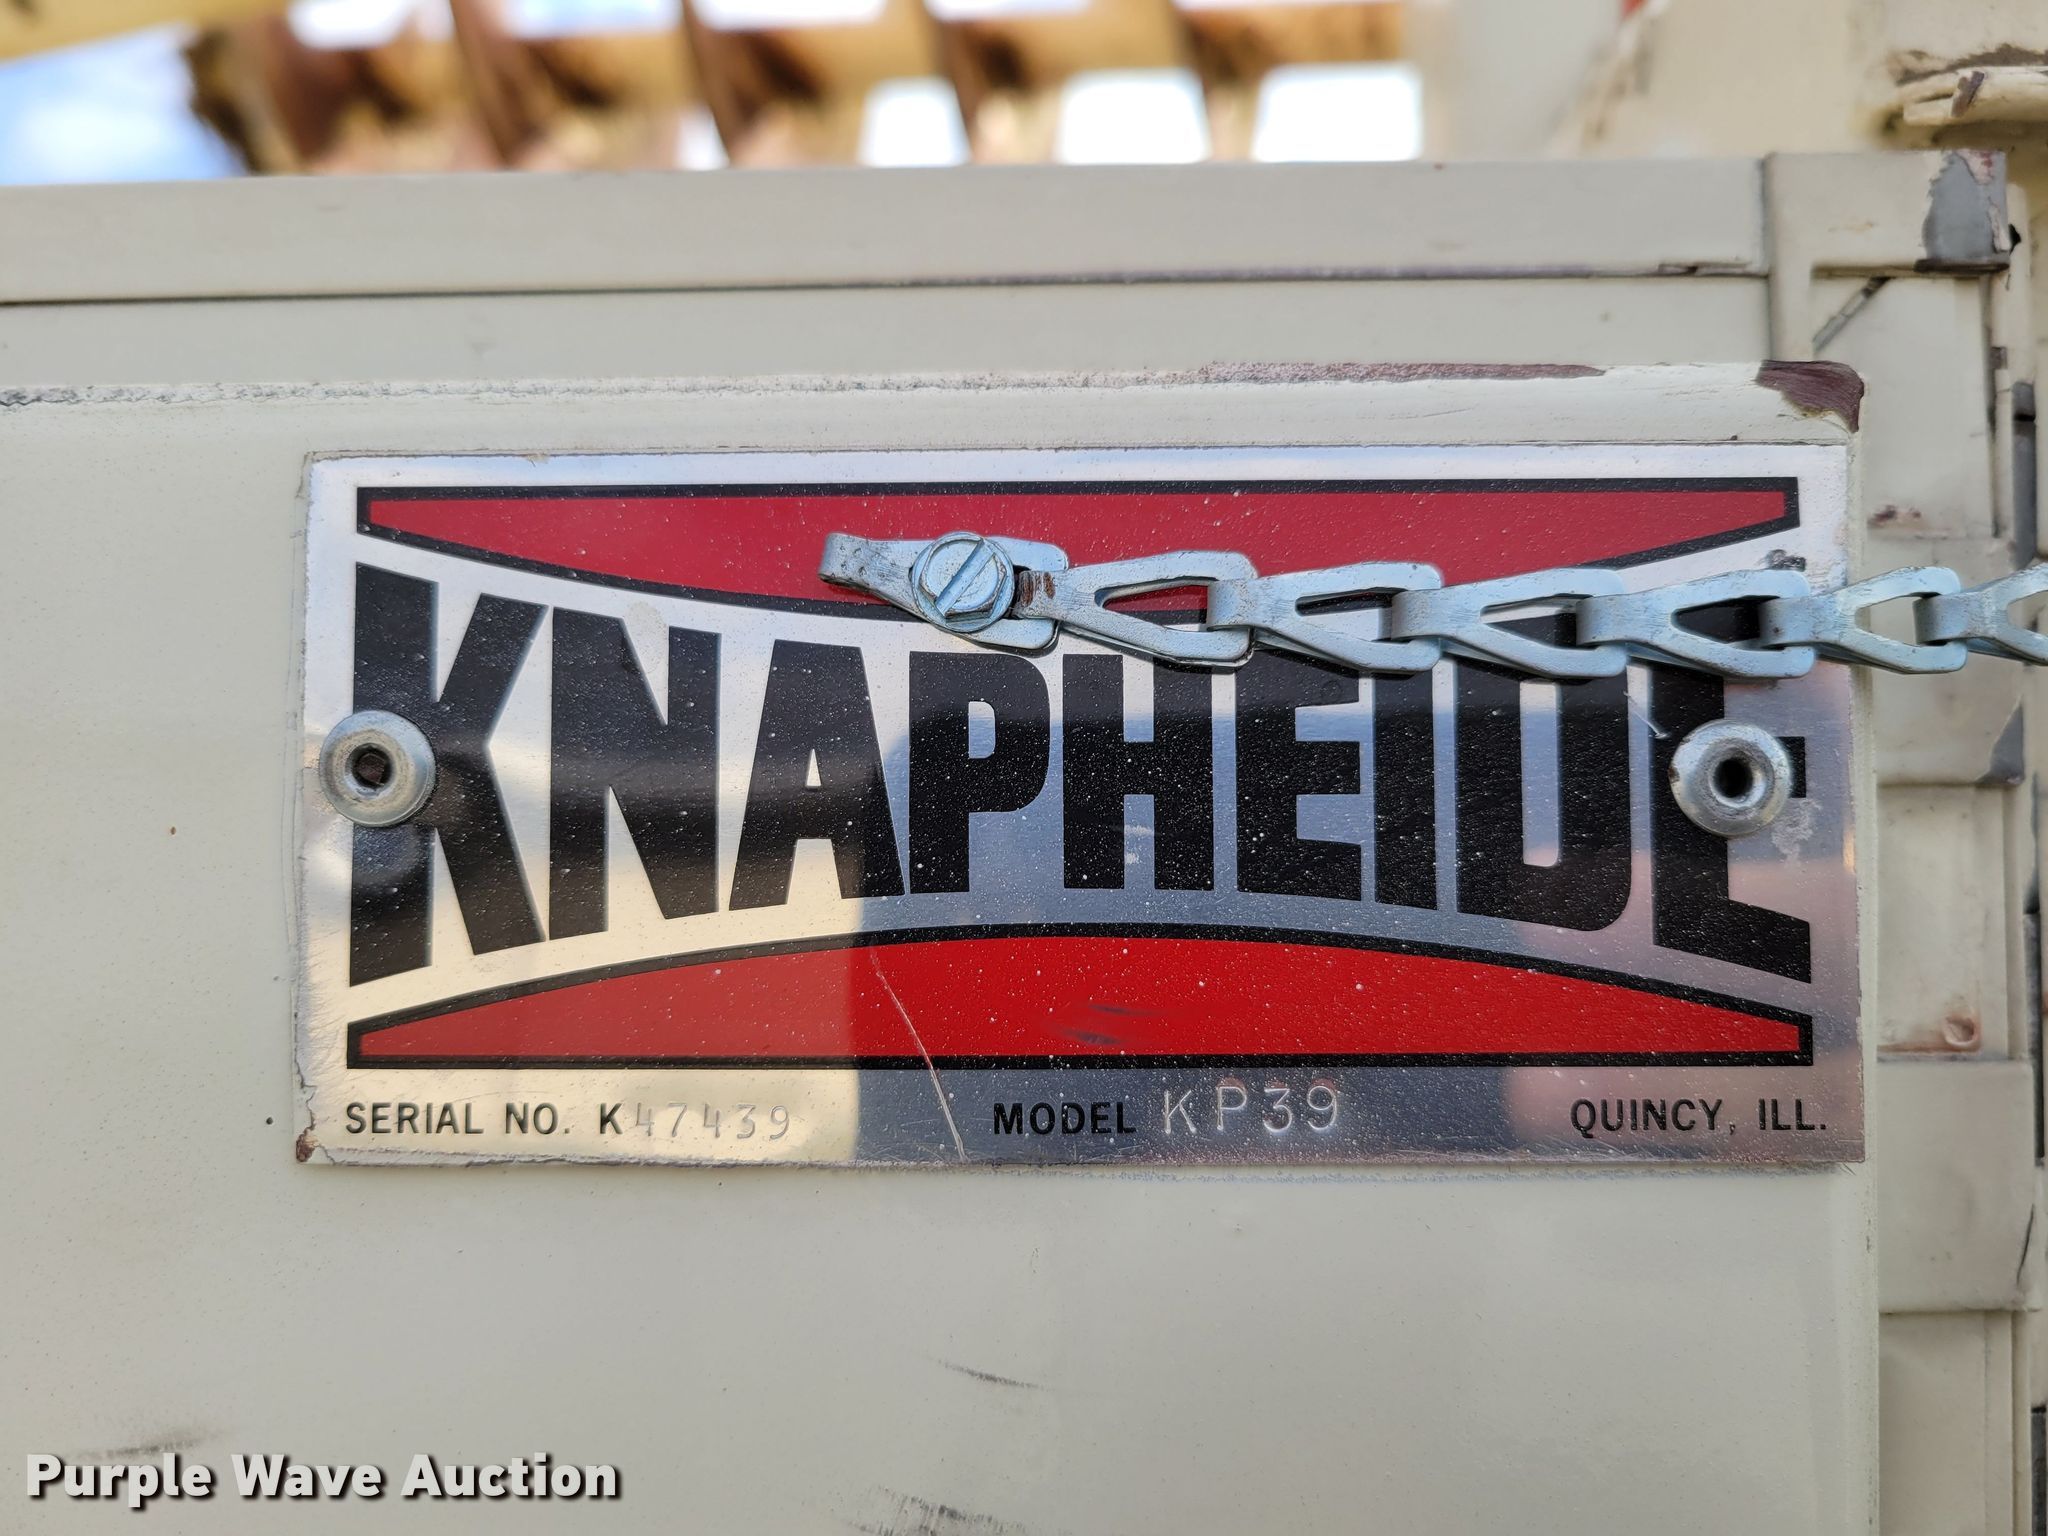 KNAPHEIDE
SERIAL NO. K47439 MODEL KP39 QUINCY, ILL.
Purple Wave Auction